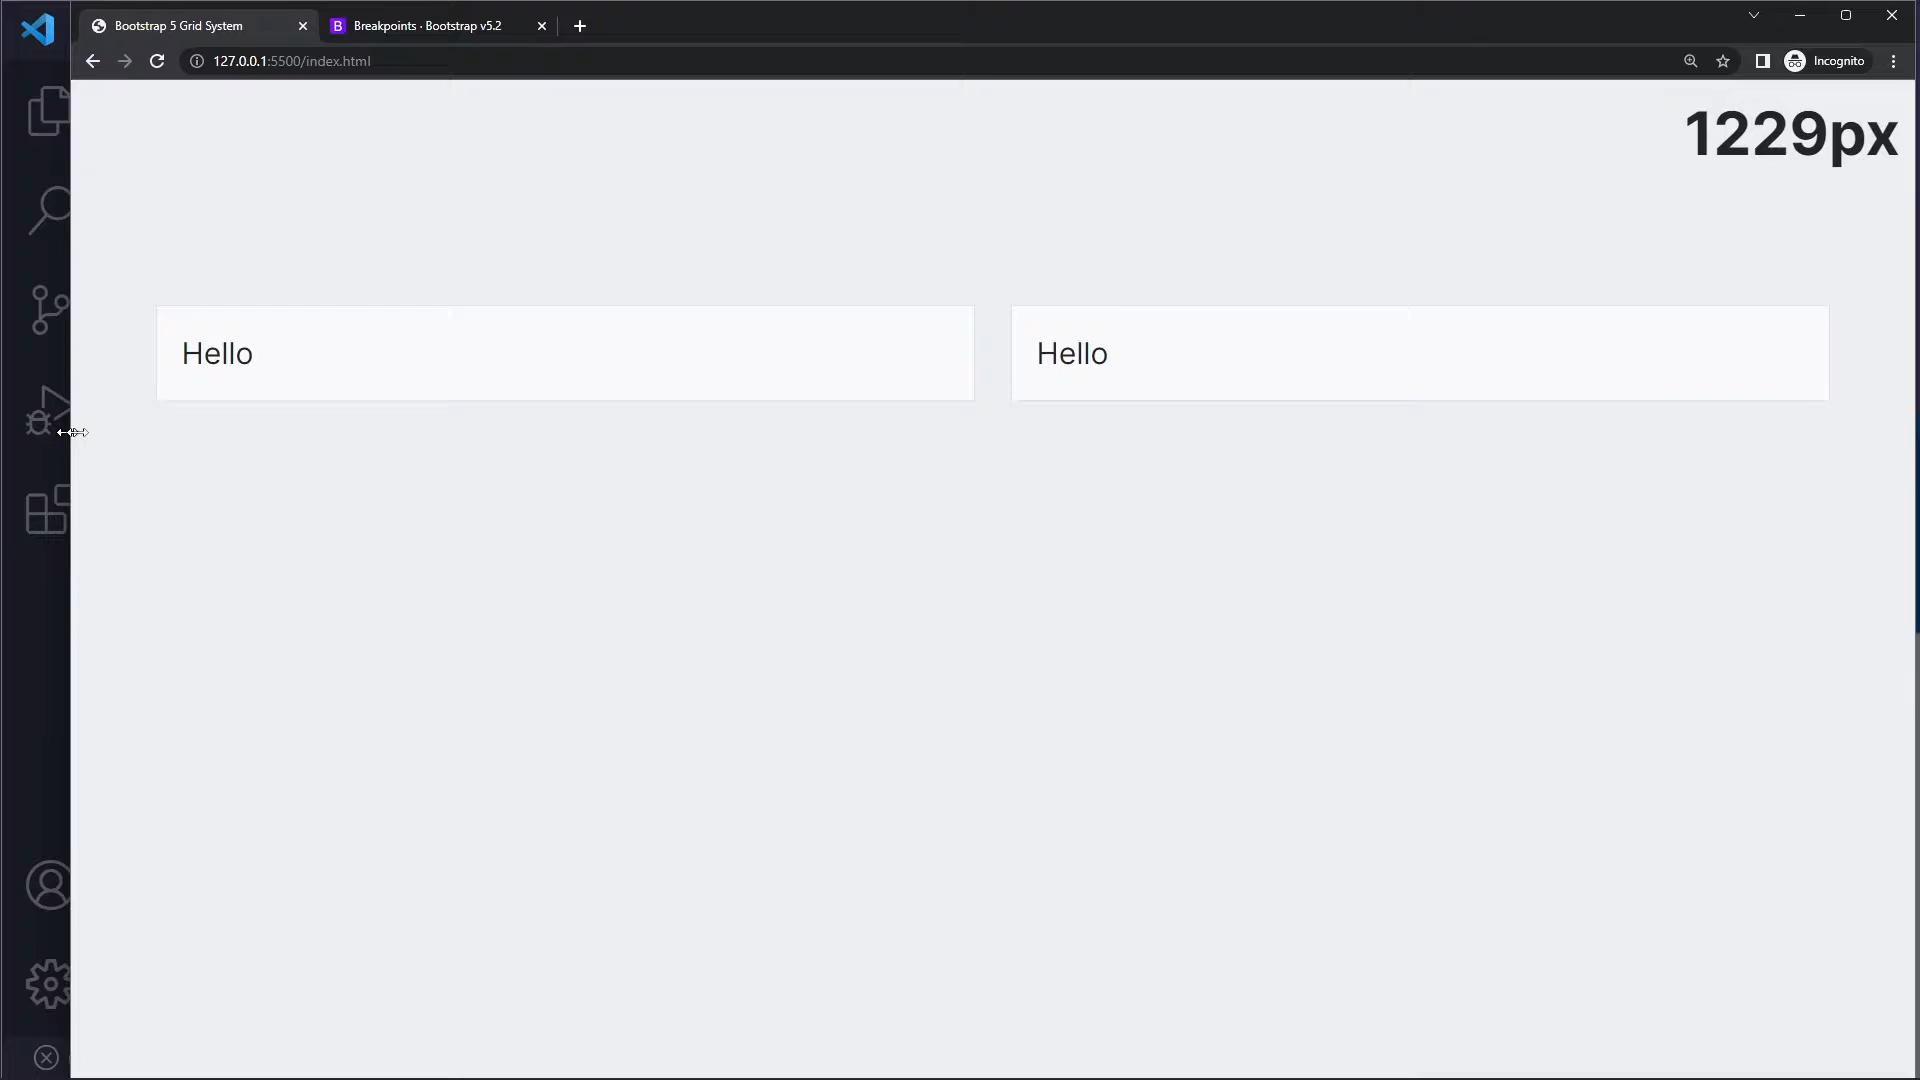 Bootstrap 5 Grid System
Breakpoints · Bootstrap v5.2
127.0.0.1:5500/index.html
Incognito
1229px
Hello
Hello